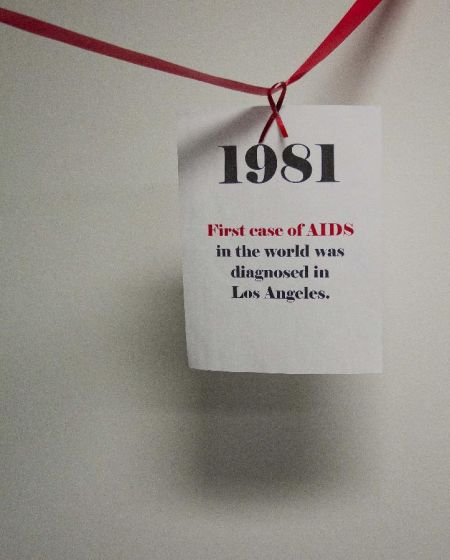 1981
First case of AIDS
in the world was
diagnosed in
Los Angeles.